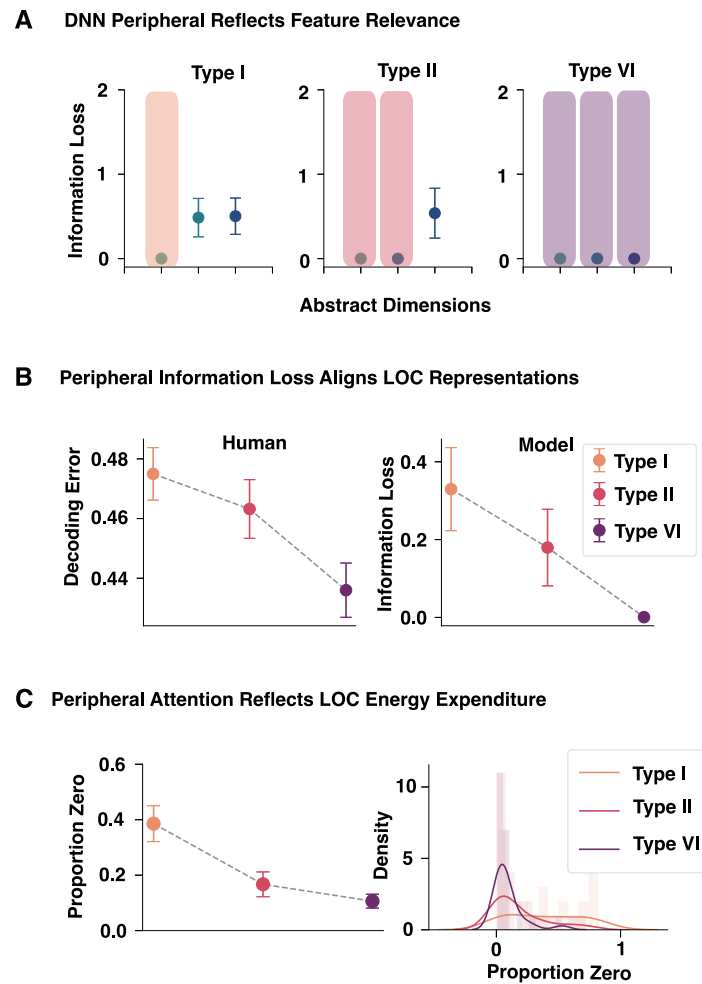 A DNN Peripheral Reflects Feature Relevance
Type I Type II Type VI
Information Loss
2
1
0
2
1
0
2
1
0
Abstract Dimensions
B Peripheral Information Loss Aligns LOC Representations
Human
Decoding Error
0.48
0.46
0.44
Model
Information Loss
0.4
0.2
0.0
Type I
Type II
Type VI
C Peripheral Attention Reflects LOC Energy Expenditure
Proportion Zero
0.6
0.4
0.2
0.0
Density
10
5
0
0 1
Proportion Zero
Type I
Type II
Type VI